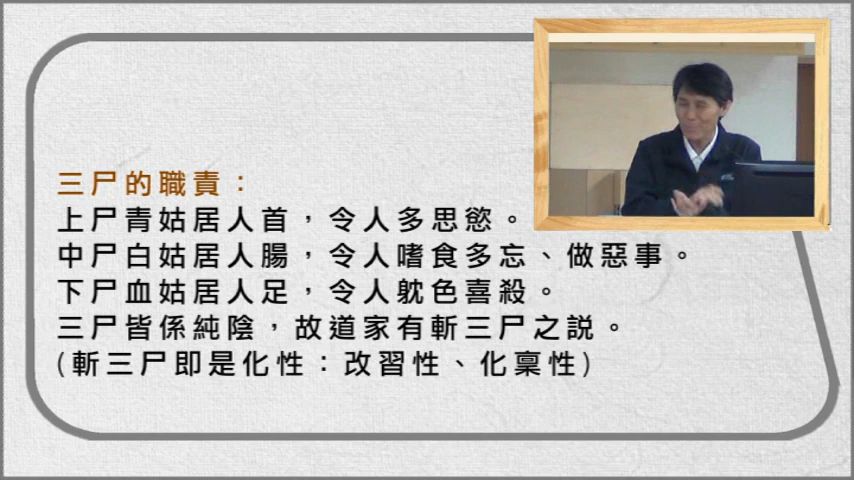 三尸的職責：
上尸青姑居人首，令人多思慾。
中尸白姑居人腸，令人嗜食多忘、做惡事。
下尸血姑居人足，令人躭色喜殺。
三尸皆係純陰，故道家有斬三尸之説。
(斬三尸即是化性：改習性、化稟性)